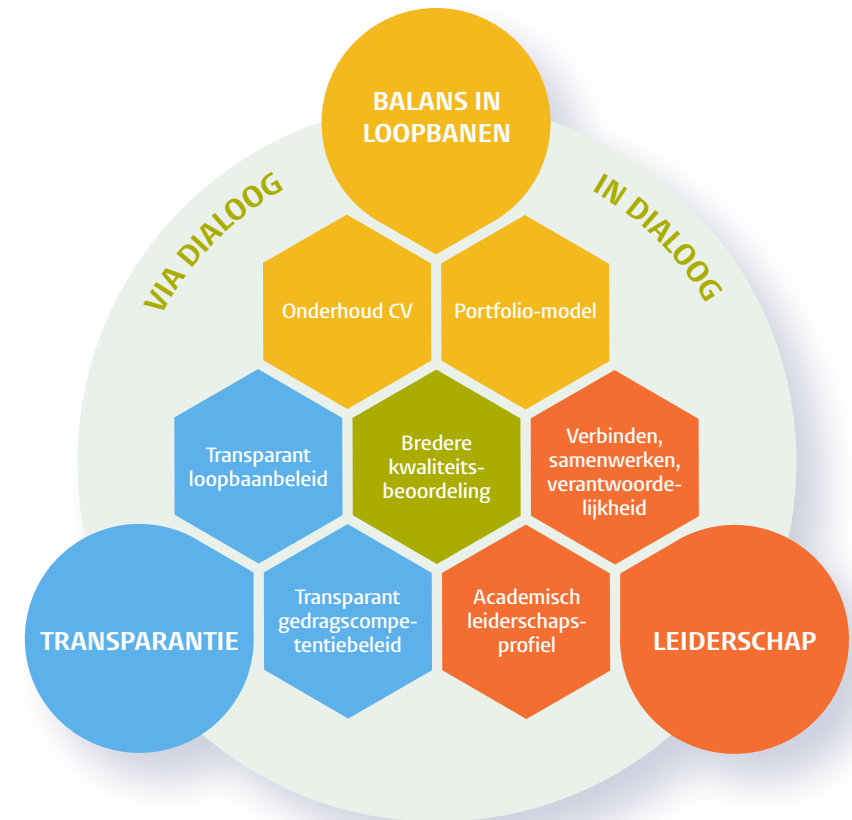 BALANS IN
LOOPBANEN
VIA DIALOOG
IN DIALOOG
Onderhoud CV
Portfolio-model
Transparant
loopbaanbeleid
Bredere
kwaliteits-
beoordeling
Verbinden,
samenwerken,
verantwoorde-
lijkheid
TRANSPARANTIE
Transparant
gedragscompe-
tentiebeleid
Academisch
leiderschaps-
profiel
LEIDERSCHAP